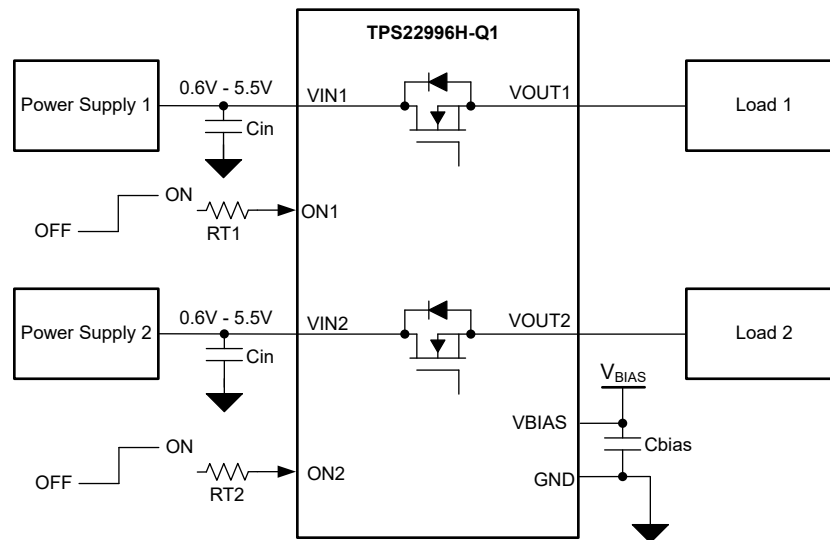 TPS22996H-Q1
Power Supply 1
0.6V - 5.5V
VIN1
VOUT1
Load 1
Cin
ON
OFF
RT1
ON1
Power Supply 2
0.6V - 5.5V
VIN2
VOUT2
Load 2
Cin
VBIAS
VBIAS
Cbias
ON
OFF
RT2
ON2
GND